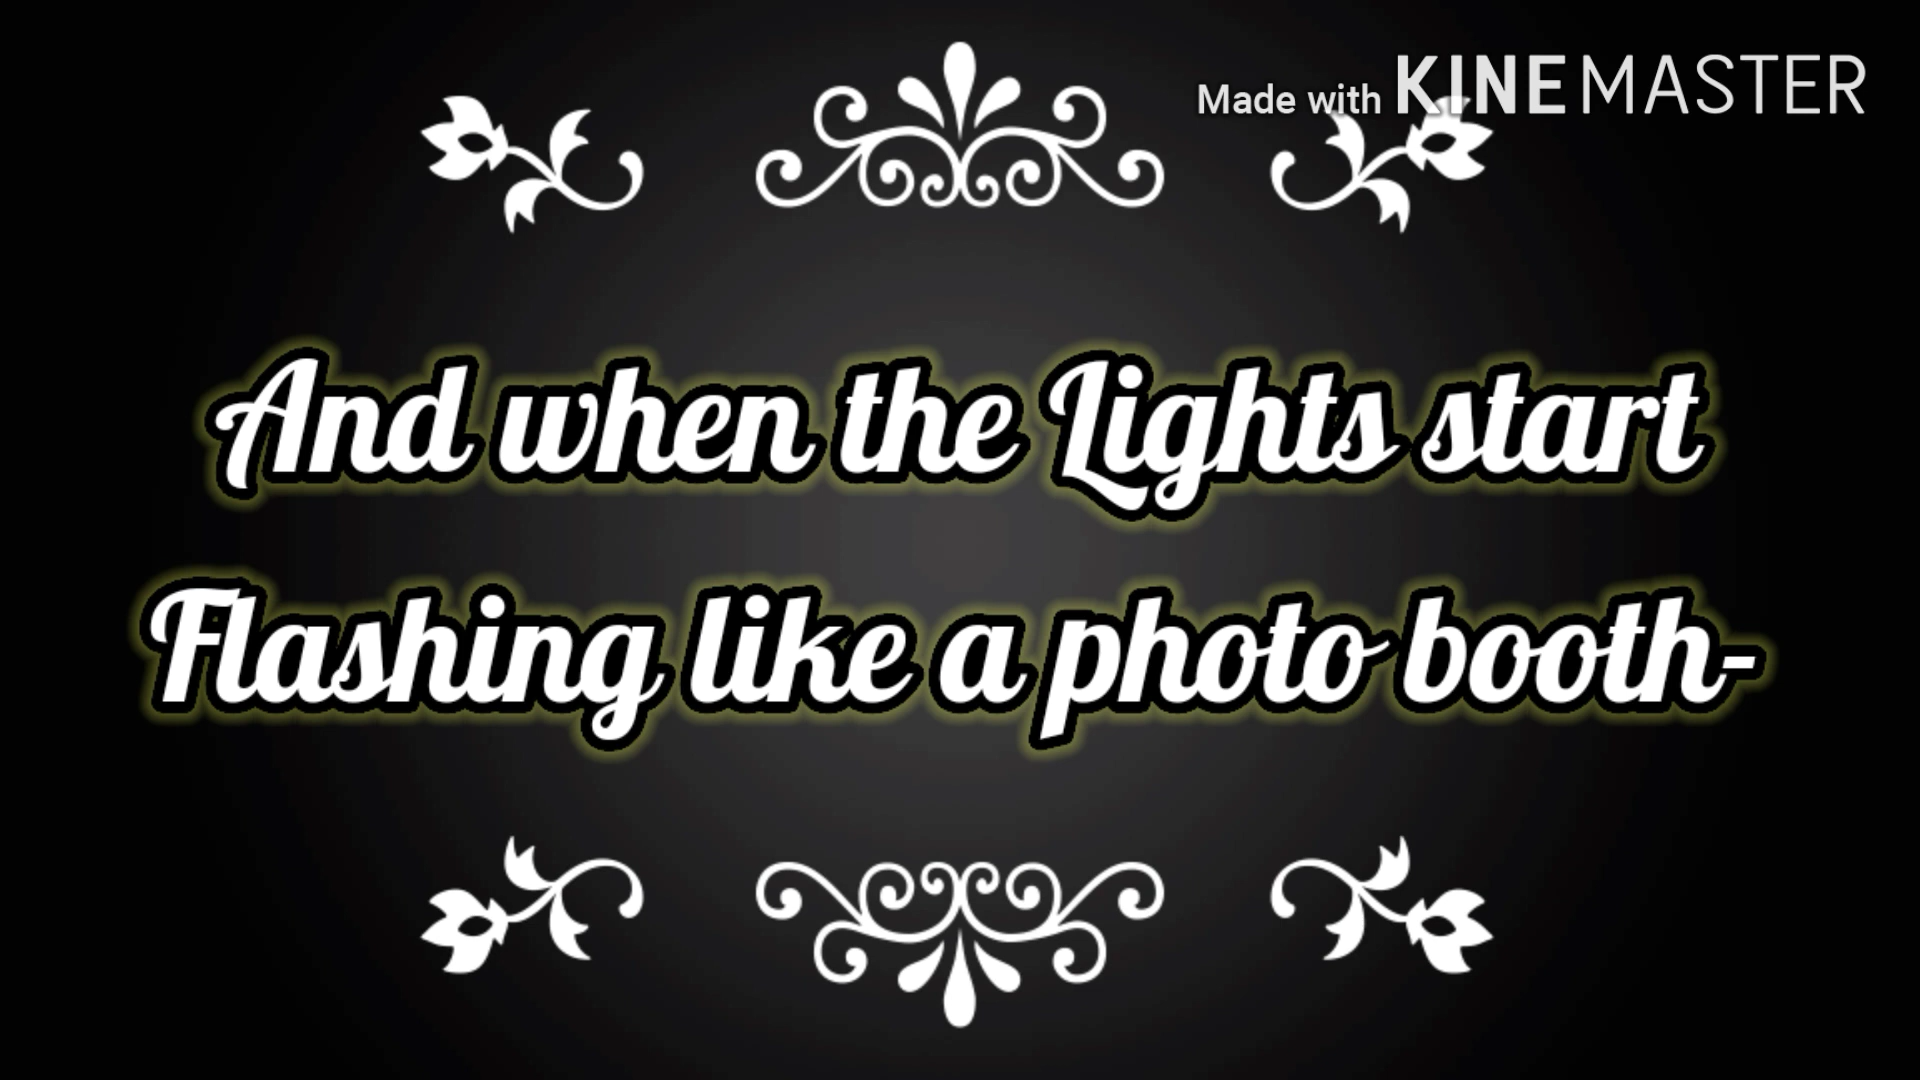 Made with KINEMASTER
And when the Lights start
Flashing like a photo booth-